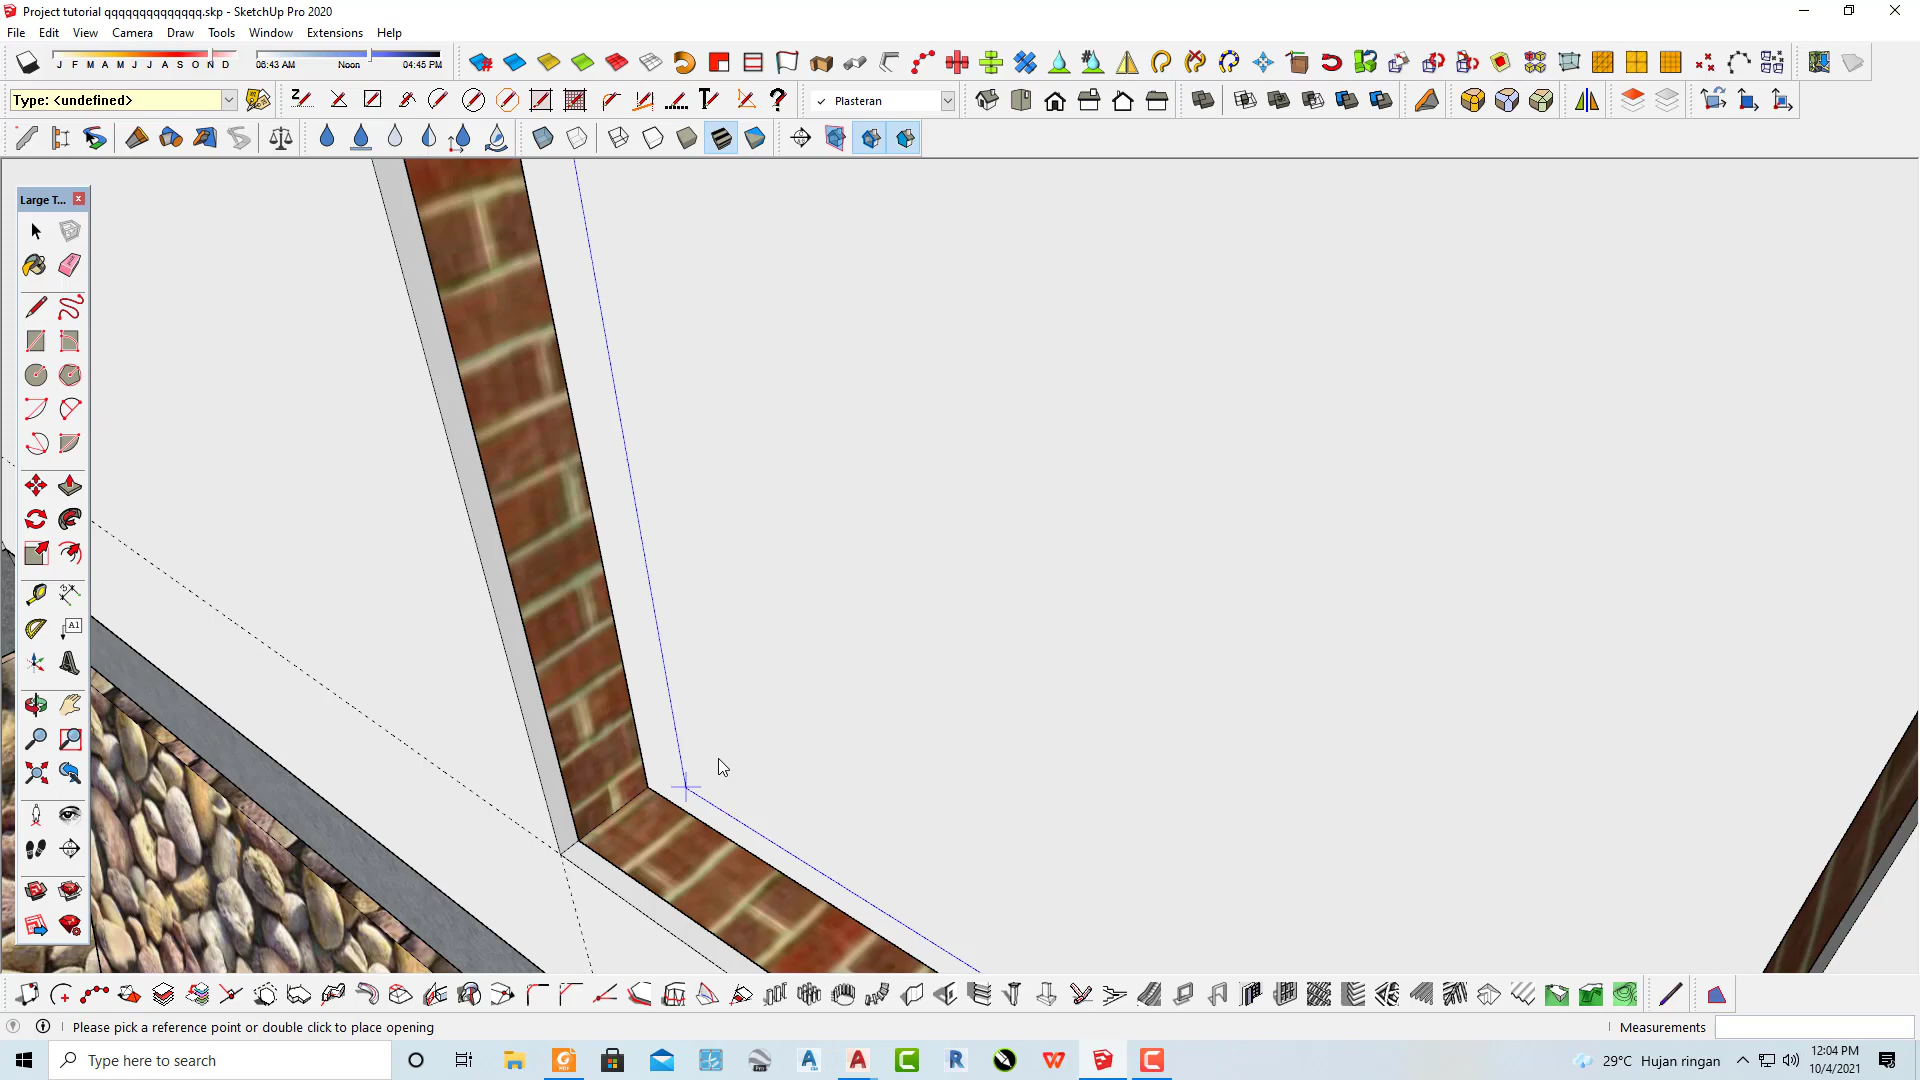 Project tutorial qqqqqqqqqqqqqq.skp - SketchUp Pro 2020
File Edit View Camera Draw Tools Window Extensions Help
J F M A M J J A S O N D
06:43 AM Noon 04:45 PM
Type: <undefined>
✓ Plasteran
Large T...
A1
Please pick a reference point or double click to place opening
Measurements
Type here to search
29°C Hujan ringan
12:04 PM
10/4/2021